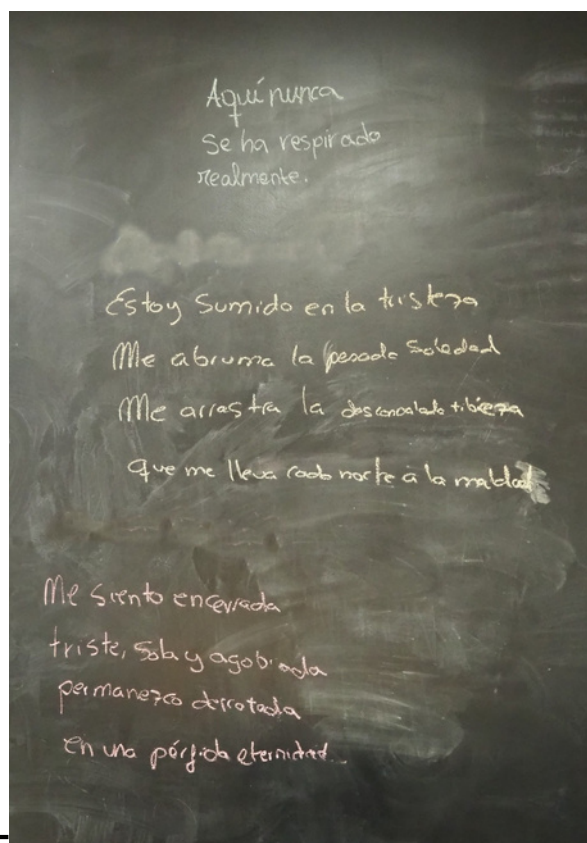 Aquí nunca
se ha respirado
realmente.
Estoy sumido en la tristeza
Me abruma la pesada soledad
Me arrastra la desconsolada tibieza
que me lleva cada noche a la maldad
Me siento encerrada
triste, sola y agobiada
permanezco derrotada
en una pérfida eternidad.